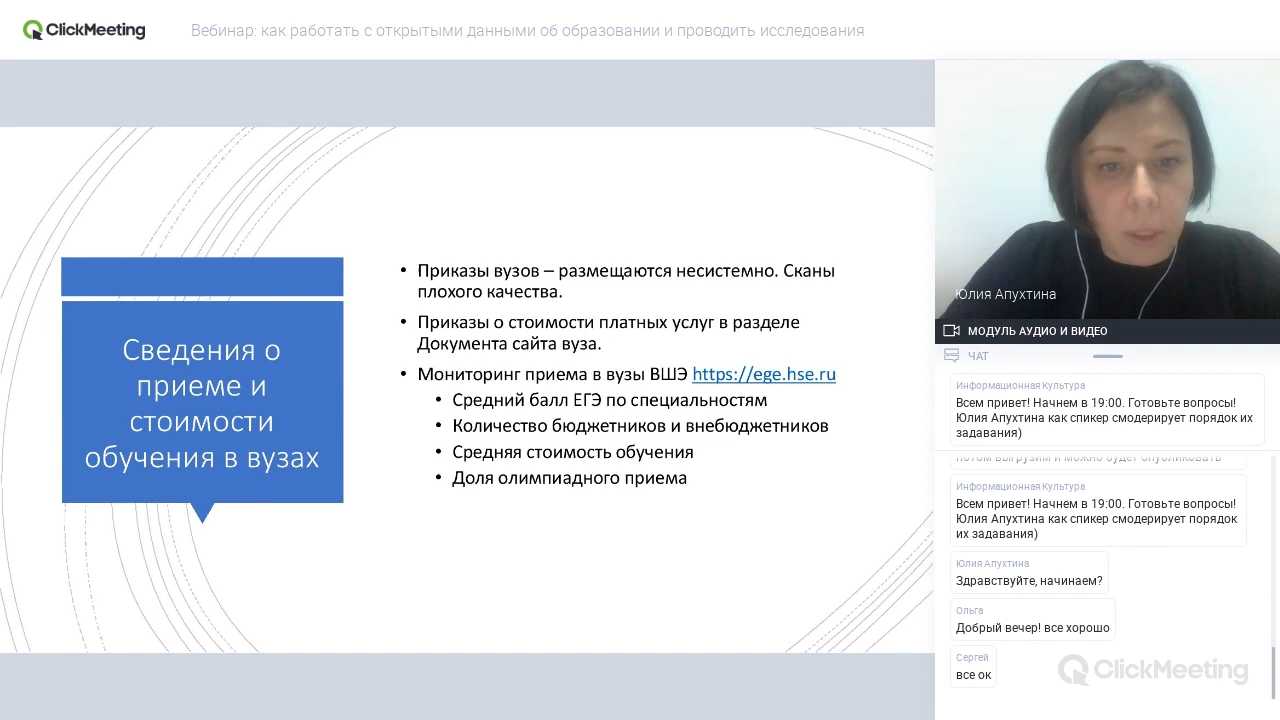 ClickMeeting
Вебинар: как работать с открытыми данными об образовании и проводить исследования
Сведения о
приеме и
стоимости
обучения в вузах
• Приказы вузов – размещаются несистемно. Сканы
плохого качества.
• Приказы о стоимости платных услуг в разделе
Документа сайта вуза.
• Мониторинг приема в вузы ВШЭ https://ege.hse.ru
• Средний балл ЕГЭ по специальностям
• Количество бюджетников и внебюджетников
• Средняя стоимость обучения
• Доля олимпиадного приема
Юлия Апухтина
МОДУЛЬ АУДИО И ВИДЕО
ЧАТ
Информационная Культура
Всем привет! Начнем в 19:00. Готовьте вопросы!
Юлия Апухтина как спикер смодерирует порядок их
задавания)
потом выгрузим и можно будет опубликовать
Информационная Культура
Всем привет! Начнем в 19:00. Готовьте вопросы!
Юлия Апухтина как спикер смодерирует порядок
их задавания)
Юлия Апухтина
Здравствуйте, начинаем?
Ольга
Добрый вечер! все хорошо
Сергей
все ок
ClickMeeting